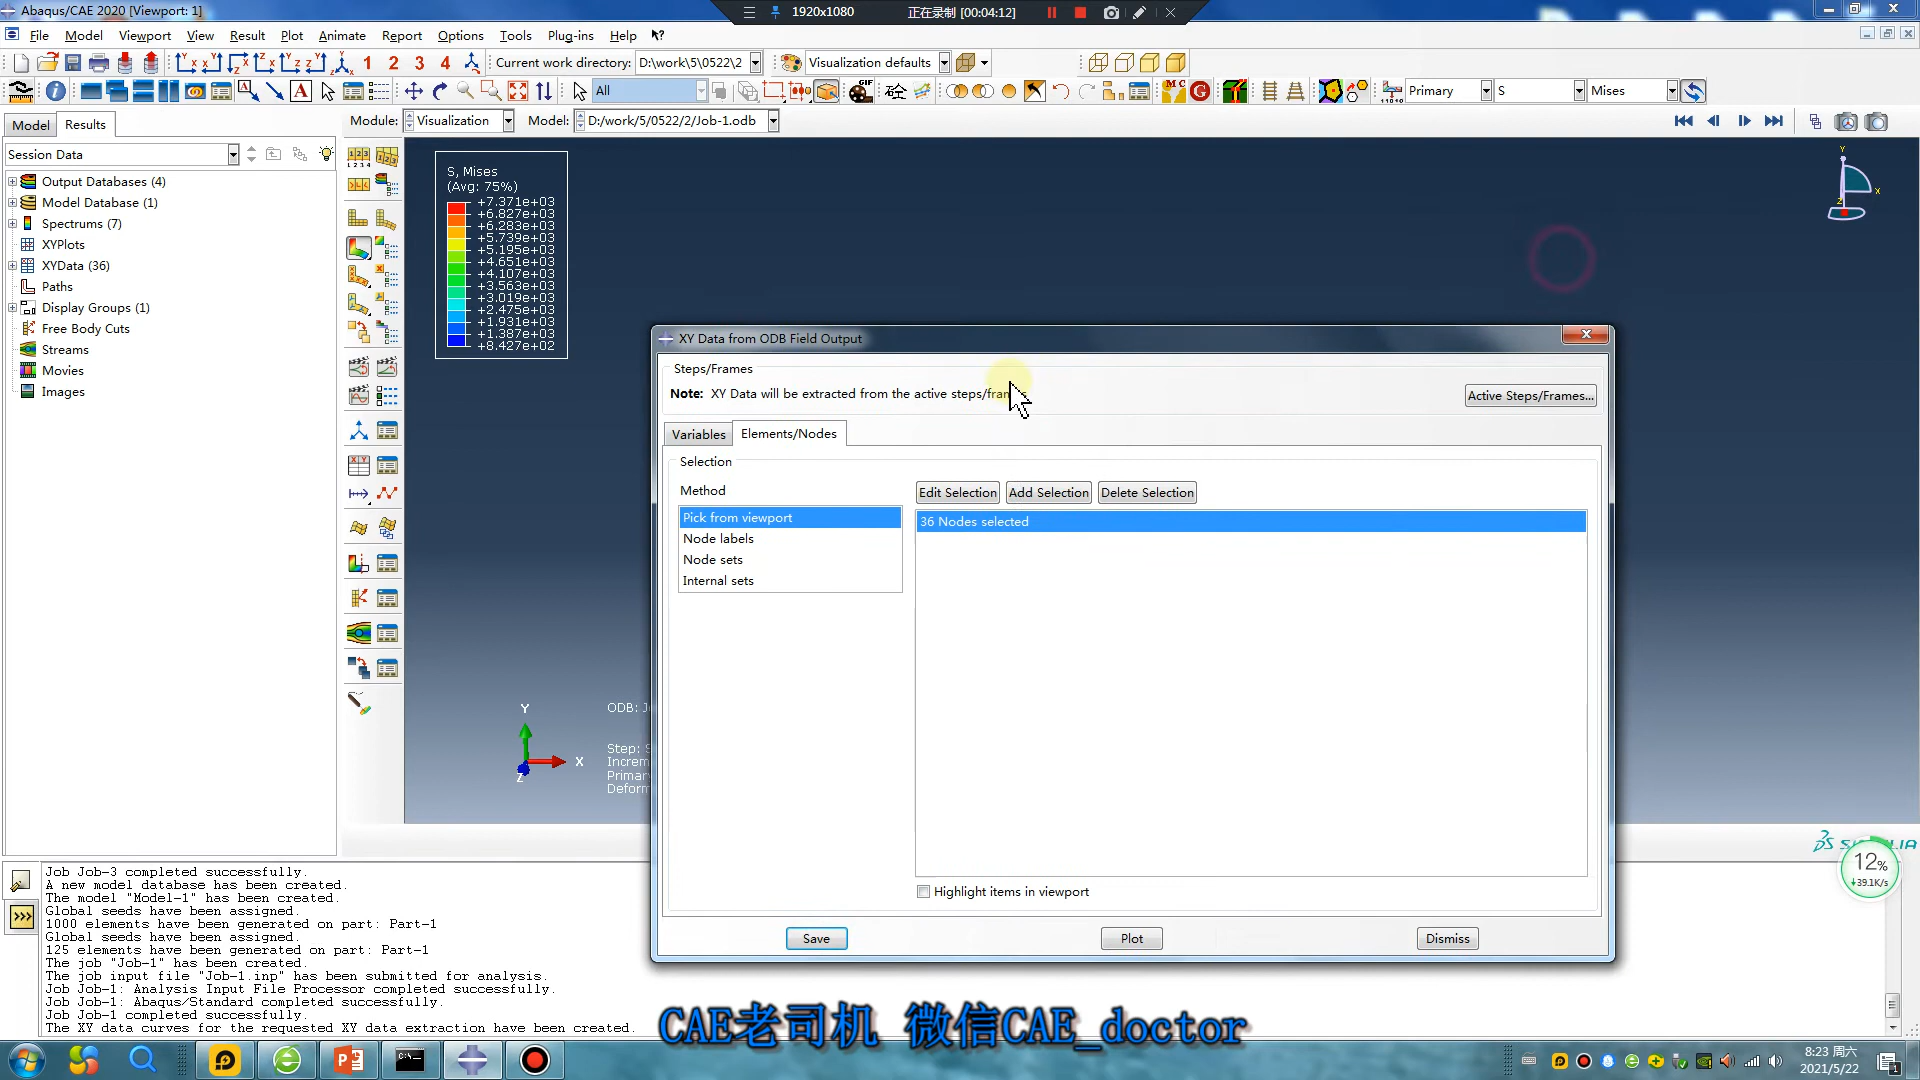 Abaqus/CAE 2020 [Viewport: 1]
1920x1080
正在录制 [00:04:12]
File Model Viewport View Result Plot Animate Report Options Tools Plug-ins Help
1 2 3 4
Current work directory: D:\work\5\0522\2
Visualization defaults
All
GIF
Primary
S
Mises
Model
Results
Module: Visualization
Model: D:/work/5/0522/2/Job-1.odb
Session Data
Output Databases (4)
Model Database (1)
Spectrums (7)
XYPlots
XYData (36)
Paths
Display Groups (1)
Free Body Cuts
Streams
Movies
Images
S, Mises
(Avg: 75%)
+7.371e+03
+6.827e+03
+6.283e+03
+5.739e+03
+5.195e+03
+4.651e+03
+4.107e+03
+3.563e+03
+3.019e+03
+2.475e+03
+1.931e+03
+1.387e+03
+8.427e+02
Y
X
Z
Y
X
Z
ODB: J
Step: S
Increm
Primar
Deform
XY Data from ODB Field Output
Steps/Frames
Note: XY Data will be extracted from the active steps/fram
Active Steps/Frames...
Variables
Elements/Nodes
Selection
Method
Pick from viewport
Node labels
Node sets
Internal sets
Edit Selection
Add Selection
Delete Selection
36 Nodes selected
Highlight items in viewport
Save
Plot
Dismiss
12%
39.1K/s
Job Job-3 completed successfully.
A new model database has been created.
The model "Model-1" has been created.
Global seeds have been assigned.
1000 elements have been generated on part: Part-1
Global seeds have been assigned.
125 elements have been generated on part: Part-1
The job "Job-1" has been created.
The job input file "Job-1.inp" has been submitted for analysis.
Job Job-1: Analysis Input File Processor completed successfully.
Job Job-1: Abaqus/Standard completed successfully.
Job Job-1 completed successfully.
The XY data curves for the requested XY data extraction have been created.
CAE老司机 微信CAE_doctor
8:23 周六
2021/5/22